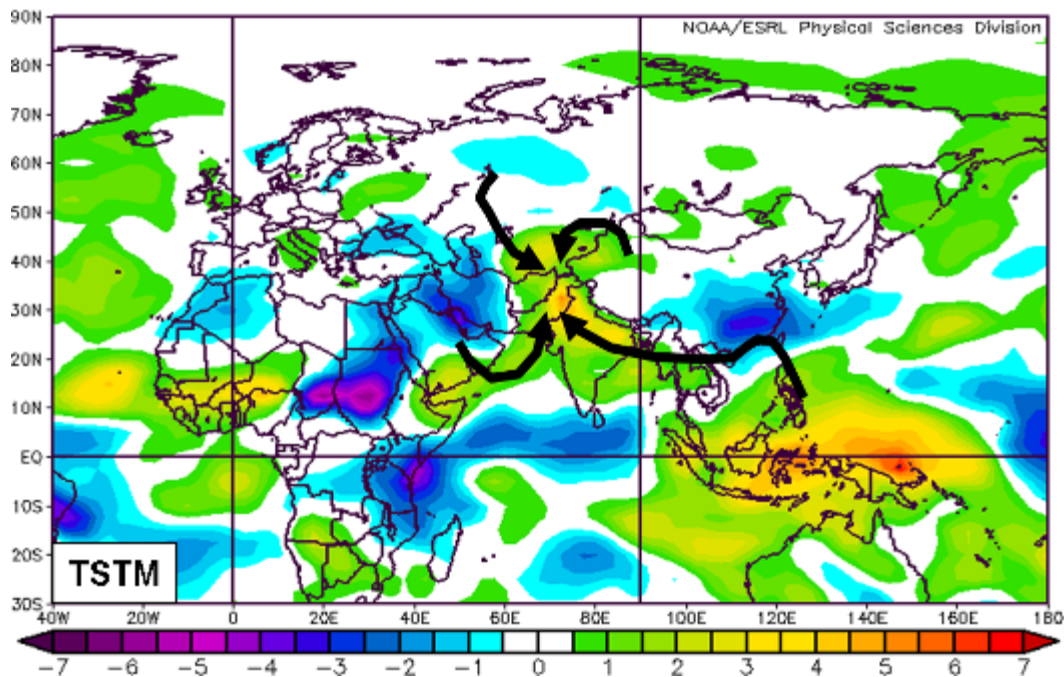 90N
NOAA/ESRL Physical Sciences Division
80N
70N
60N
50N
40N
30N
20N
10N
EQ
10S
20S
TSTM
30S
40W 20W 0 20E 40E 60E 80E 100E 120E 140E 160E 180
-7 -6 -5 -4 -3 -2 -1 0 1 2 3 4 5 6 7